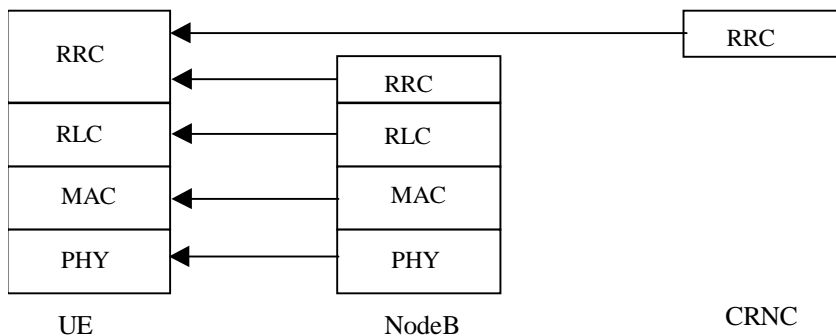 RRC
RRC
RRC
RLC
RLC
MAC
MAC
PHY
PHY
UE
NodeB
CRNC